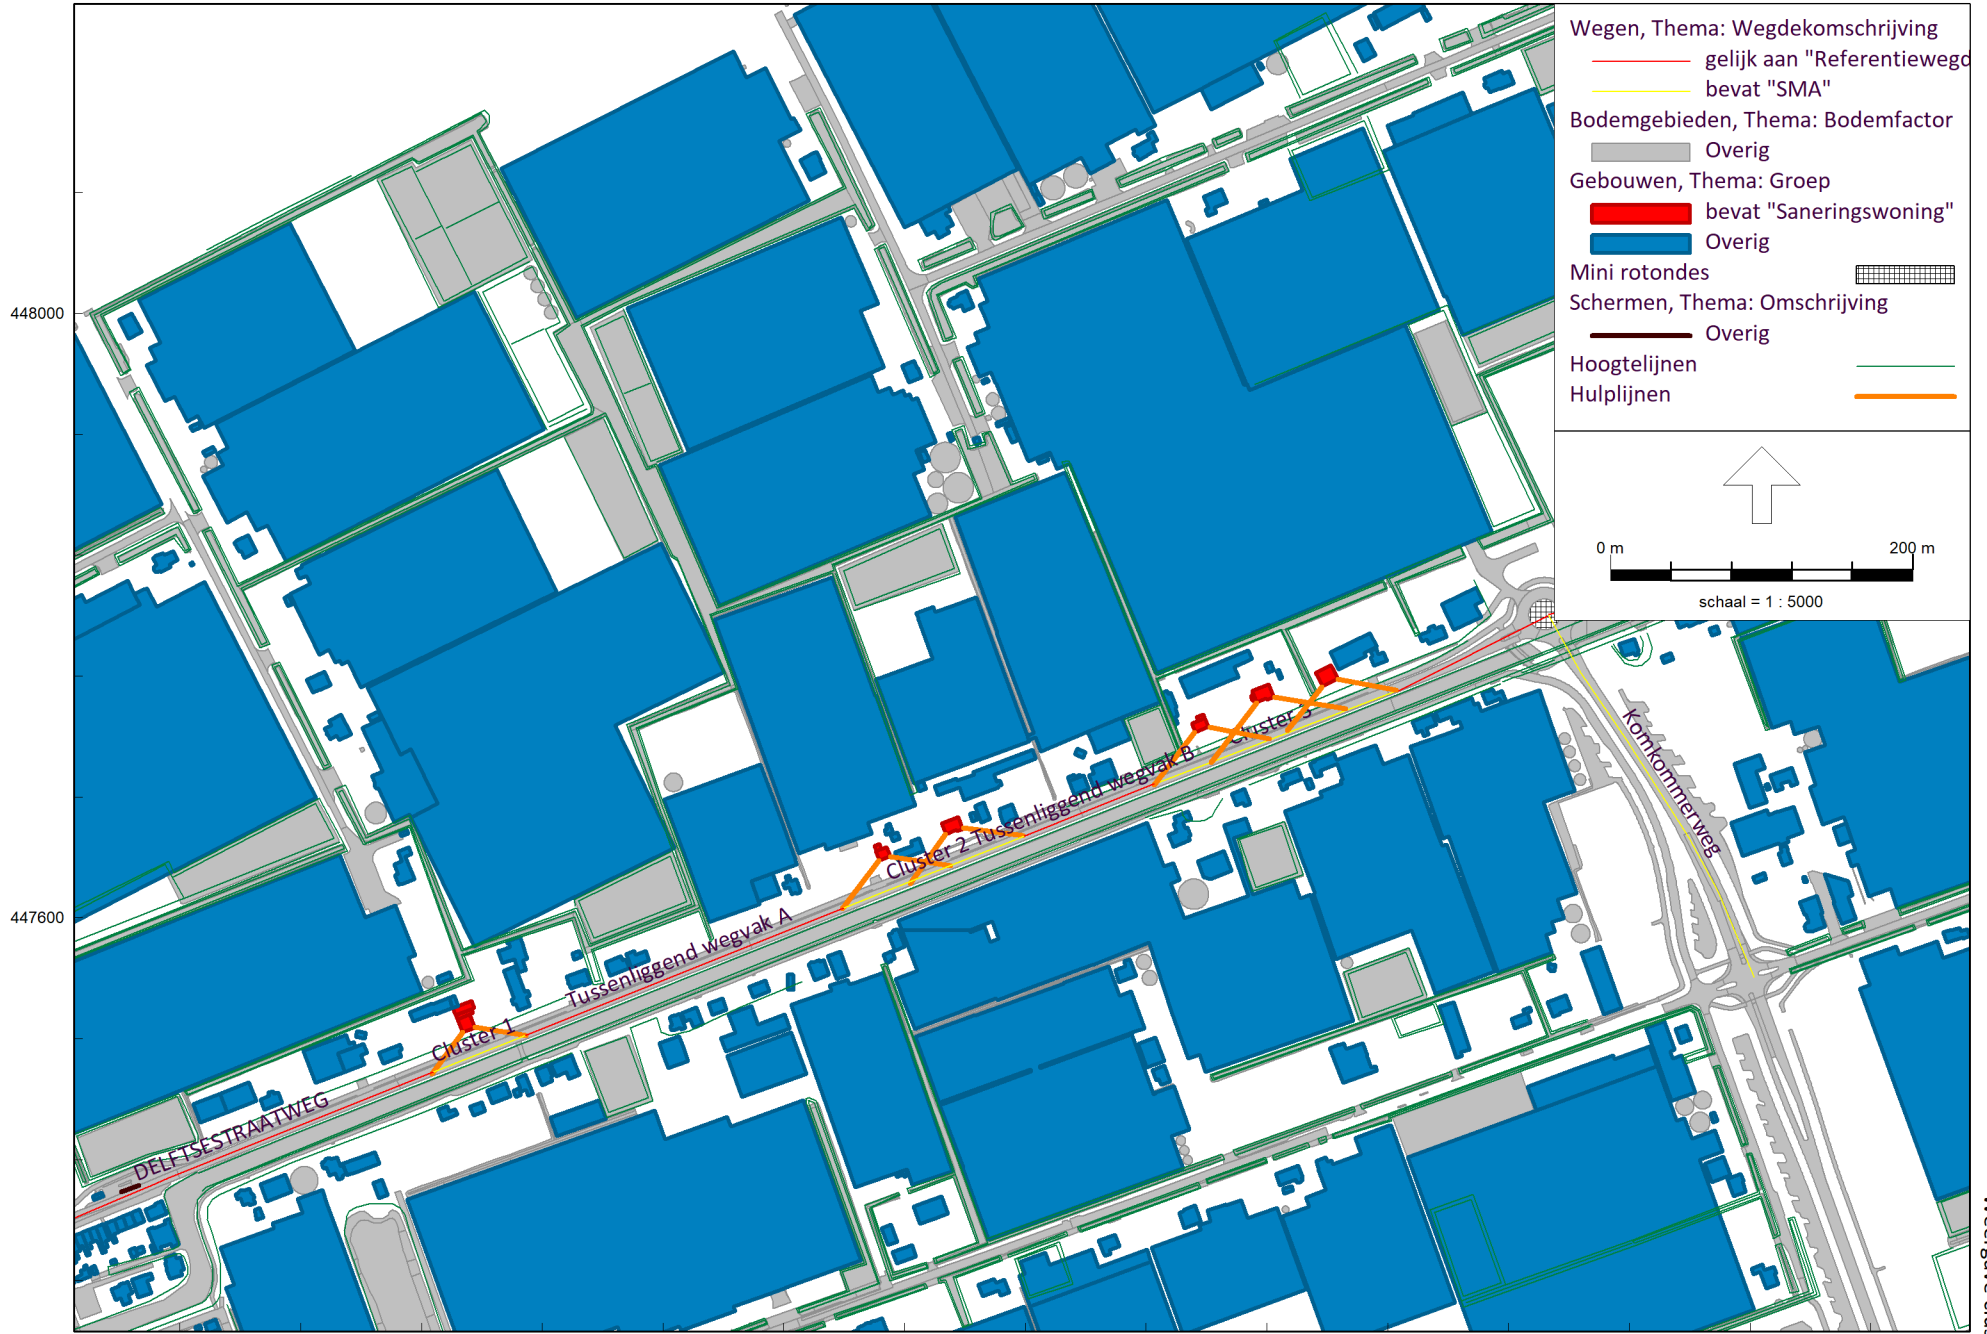 Wegen, Thema: Wegdekomschrijving
gelijk aan "Referentiewegd
bevat "SMA"
Bodemgebieden, Thema: Bodemfactor
Overig
Gebouwen, Thema: Groep
bevat "Saneringswoning"
Overig
Mini rotondes
Schermen, Thema: Omschrijving
Overig
Hoogtelijnen
Hulplijnen
0 m
200 m
schaal = 1 : 5000
448000
447600
Komkommerweg
Cluster 3
Tussenliggend wegvak B
Cluster 2
Tussenliggend wegvak A
Cluster 1
DELFTSESTRAATWEG